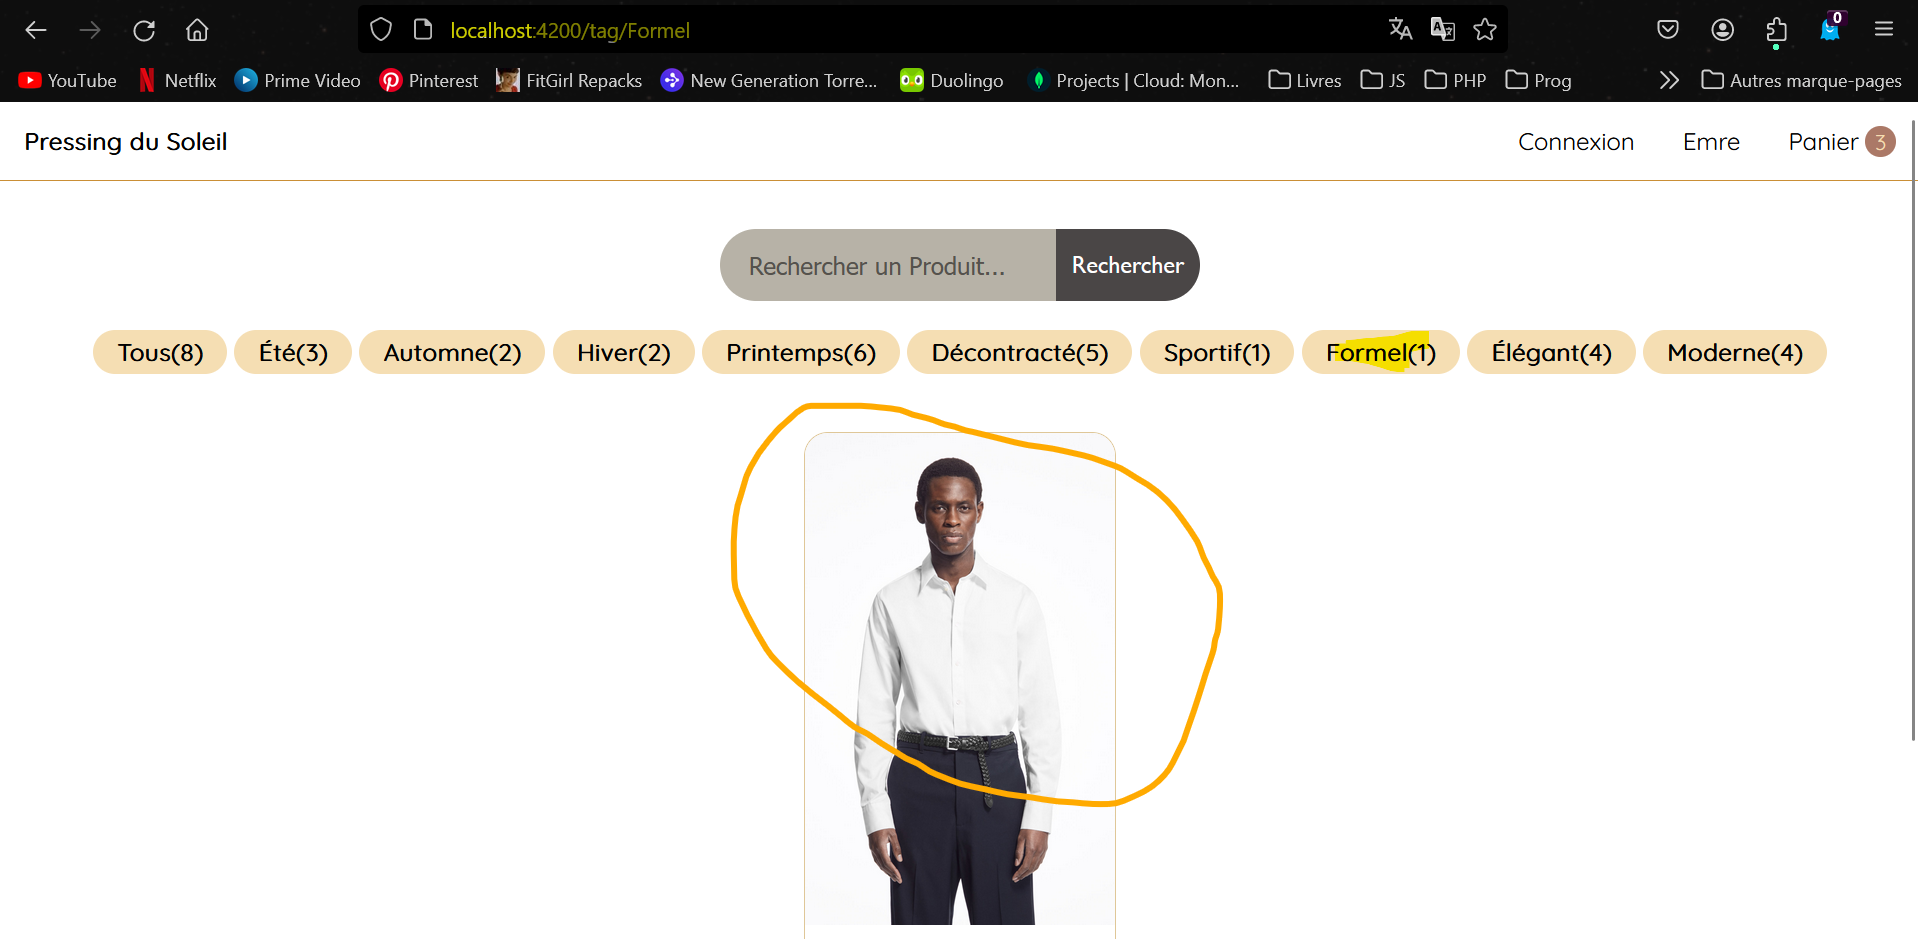 localhost:4200/tag/Formel
0
YouTube Netflix Prime Video Pinterest FitGirl Repacks New Generation Torre... Duolingo Projects | Cloud: Mon... Livres JS PHP Prog Autres marque-pages
Pressing du Soleil Connexion Emre Panier 3
Rechercher un Produit... Rechercher
Tous(8) Été(3) Automne(2) Hiver(2) Printemps(6) Décontracté(5) Sportif(1) Formel(1) Élégant(4) Moderne(4)